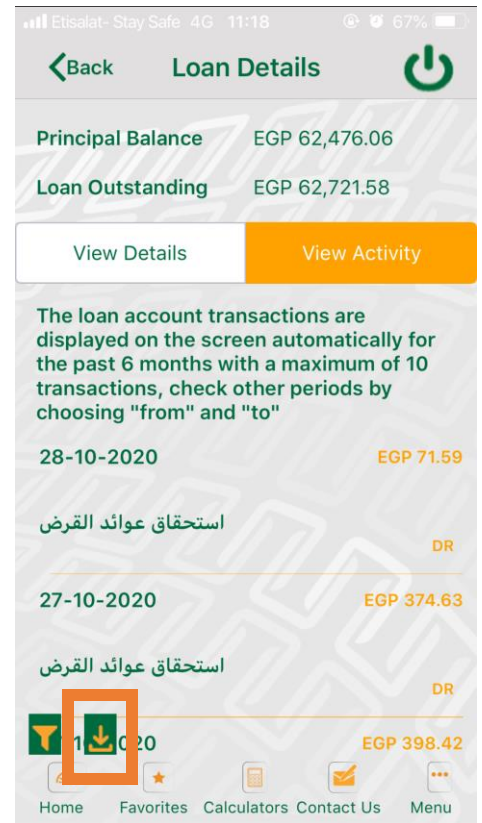 Etisalat- Stay Safe 4G 11:18 67%
Back Loan Details
Principal Balance EGP 62,476.06
Loan Outstanding EGP 62,721.58
View Details View Activity
The loan account transactions are
displayed on the screen automatically for
the past 6 months with a maximum of 10
transactions, check other periods by
choosing "from" and "to"
28-10-2020 EGP 71.59
استحقاق عوائد القرض
DR
27-10-2020 EGP 374.63
استحقاق عوائد القرض
DR
EGP 398.42
Home Favorites Calculators Contact Us Menu